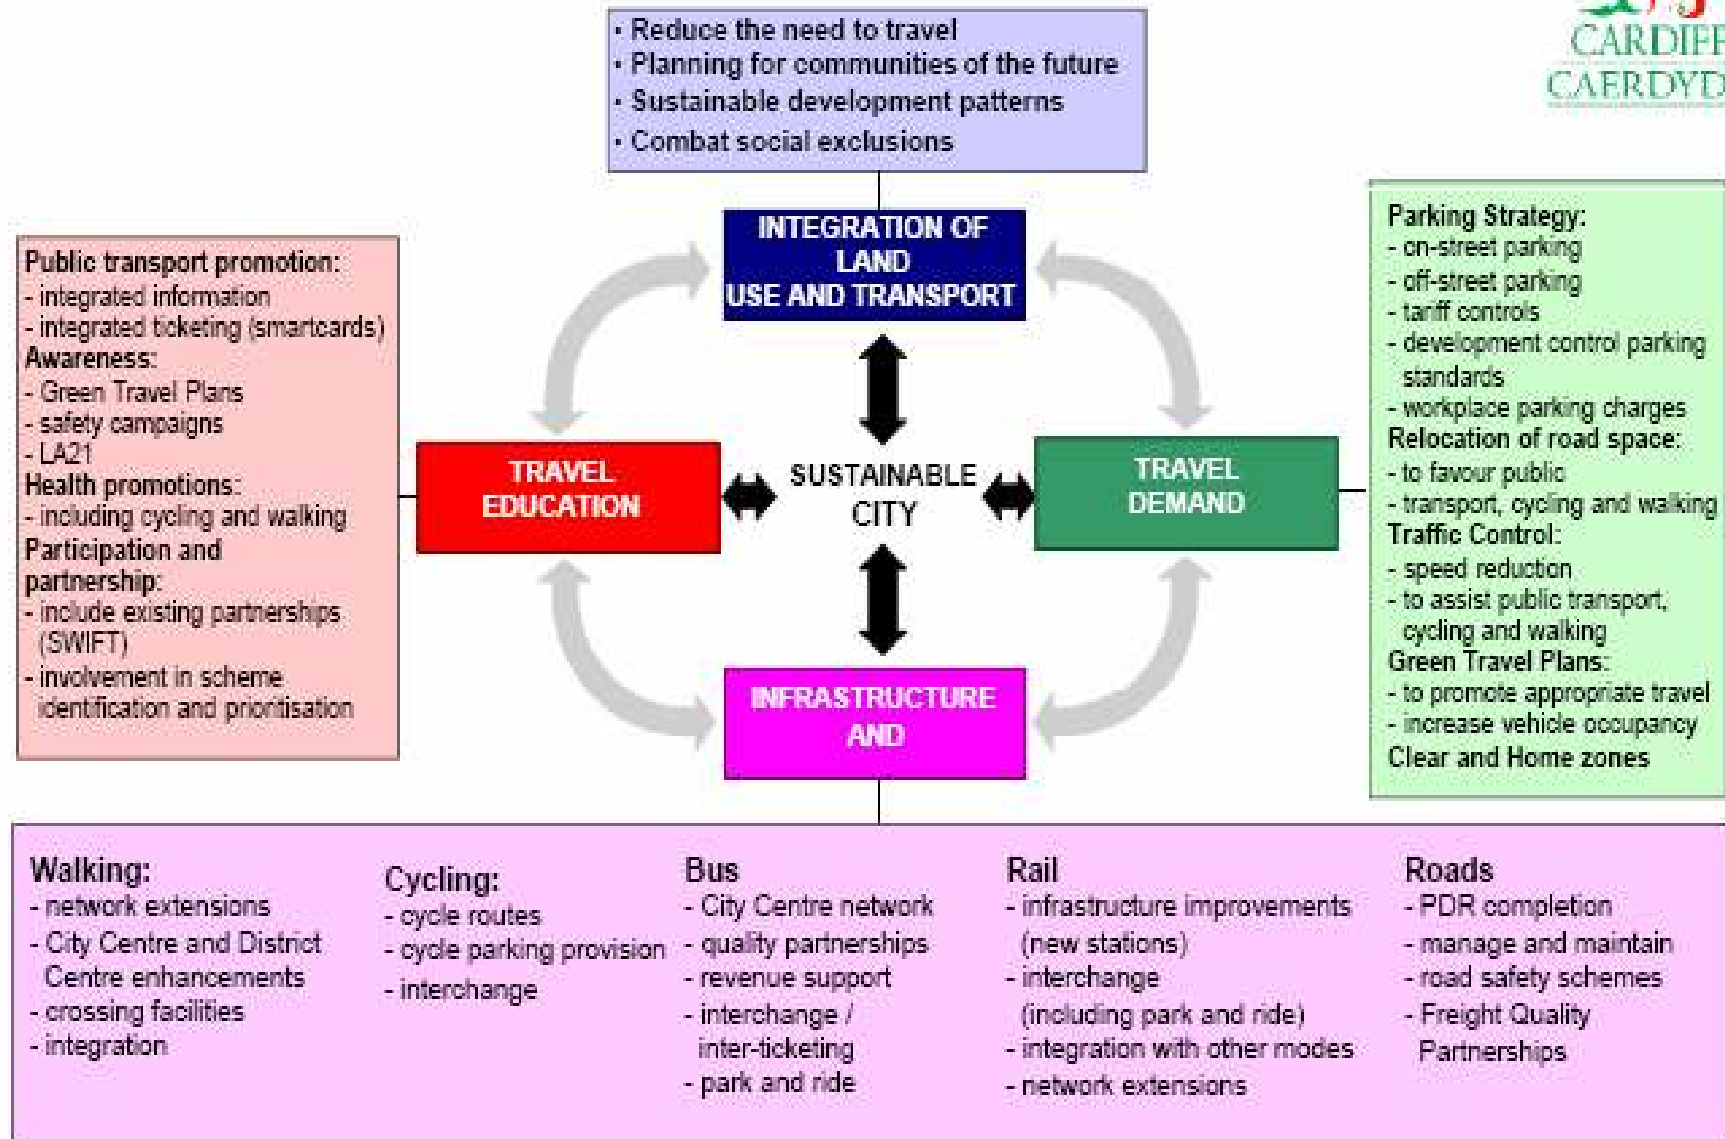 · Reduce the need to travel
· Planning for communities of the future
· Sustainable development patterns
· Combat social exclusions
CARDIFF
CAERDYD
INTEGRATION OF
LAND
USE AND TRANSPORT
Public transport promotion:
- integrated information
- integrated ticketing (smartcards)
Awareness:
- Green Travel Plans
- safety campaigns
- LA21
Health promotions:
- including cycling and walking
Participation and
partnership:
- include existing partnerships
(SWIFT)
- involvement in scheme
identification and prioritisation
TRAVEL
EDUCATION
SUSTAINABLE
CITY
TRAVEL
DEMAND
Parking Strategy:
- on-street parking
- off-street parking
- tariff controls
- development control parking
standards
- workplace parking charges
Relocation of road space:
- to favour public
- transport, cycling and walking
Traffic Control:
- speed reduction
- to assist public transport,
cycling and walking
Green Travel Plans:
- to promote appropriate travel
- increase vehicle occupancy
Clear and Home zones
INFRASTRUCTURE
AND
Walking:
- network extensions
- City Centre and District
Centre enhancements
- crossing facilities
- integration
Cycling:
- cycle routes
- cycle parking provision
- interchange
Bus
- City Centre network
- quality partnerships
- revenue support
- interchange /
inter-ticketing
- park and ride
Rail
- infrastructure improvements
(new stations)
- interchange
(including park and ride)
- integration with other modes
- network extensions
Roads
- PDR completion
- manage and maintain
- road safety schemes
- Freight Quality
Partnerships